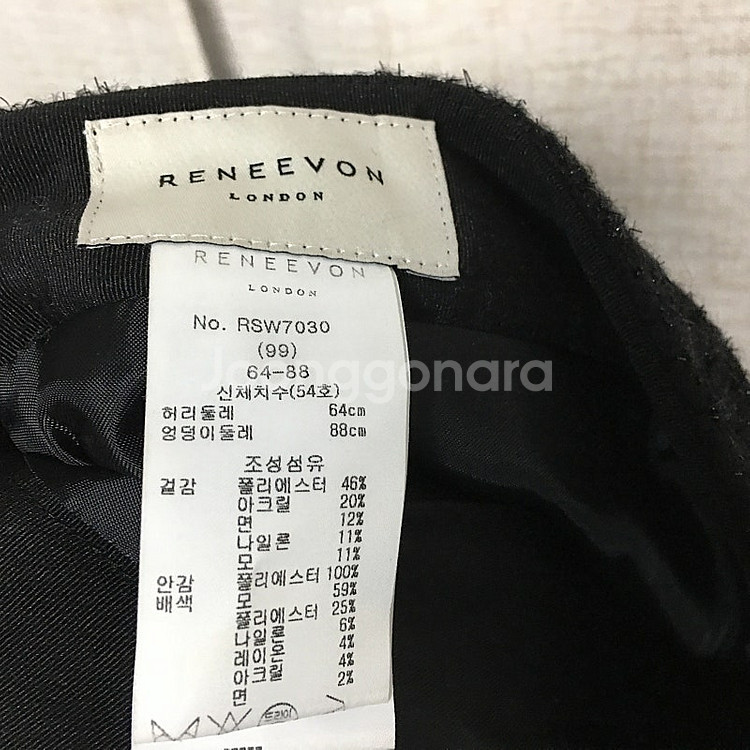 RENEEVON
LONDON
RENEEVON
LONDON
No. RSW7030
(99)
64-88
신체치수(54호)
허리둘레 64cm
엉덩이둘레 88cm
조성섬유
겉감 폴리에스터 46%
아크릴 20%
면 12%
나일론 11%
모 11%
안감 폴리에스터 100%
배색 모 59%
폴리에스터 25%
나일론 6%
레이온 4%
아크릴 4%
면 2%
드라이
Joonggonara